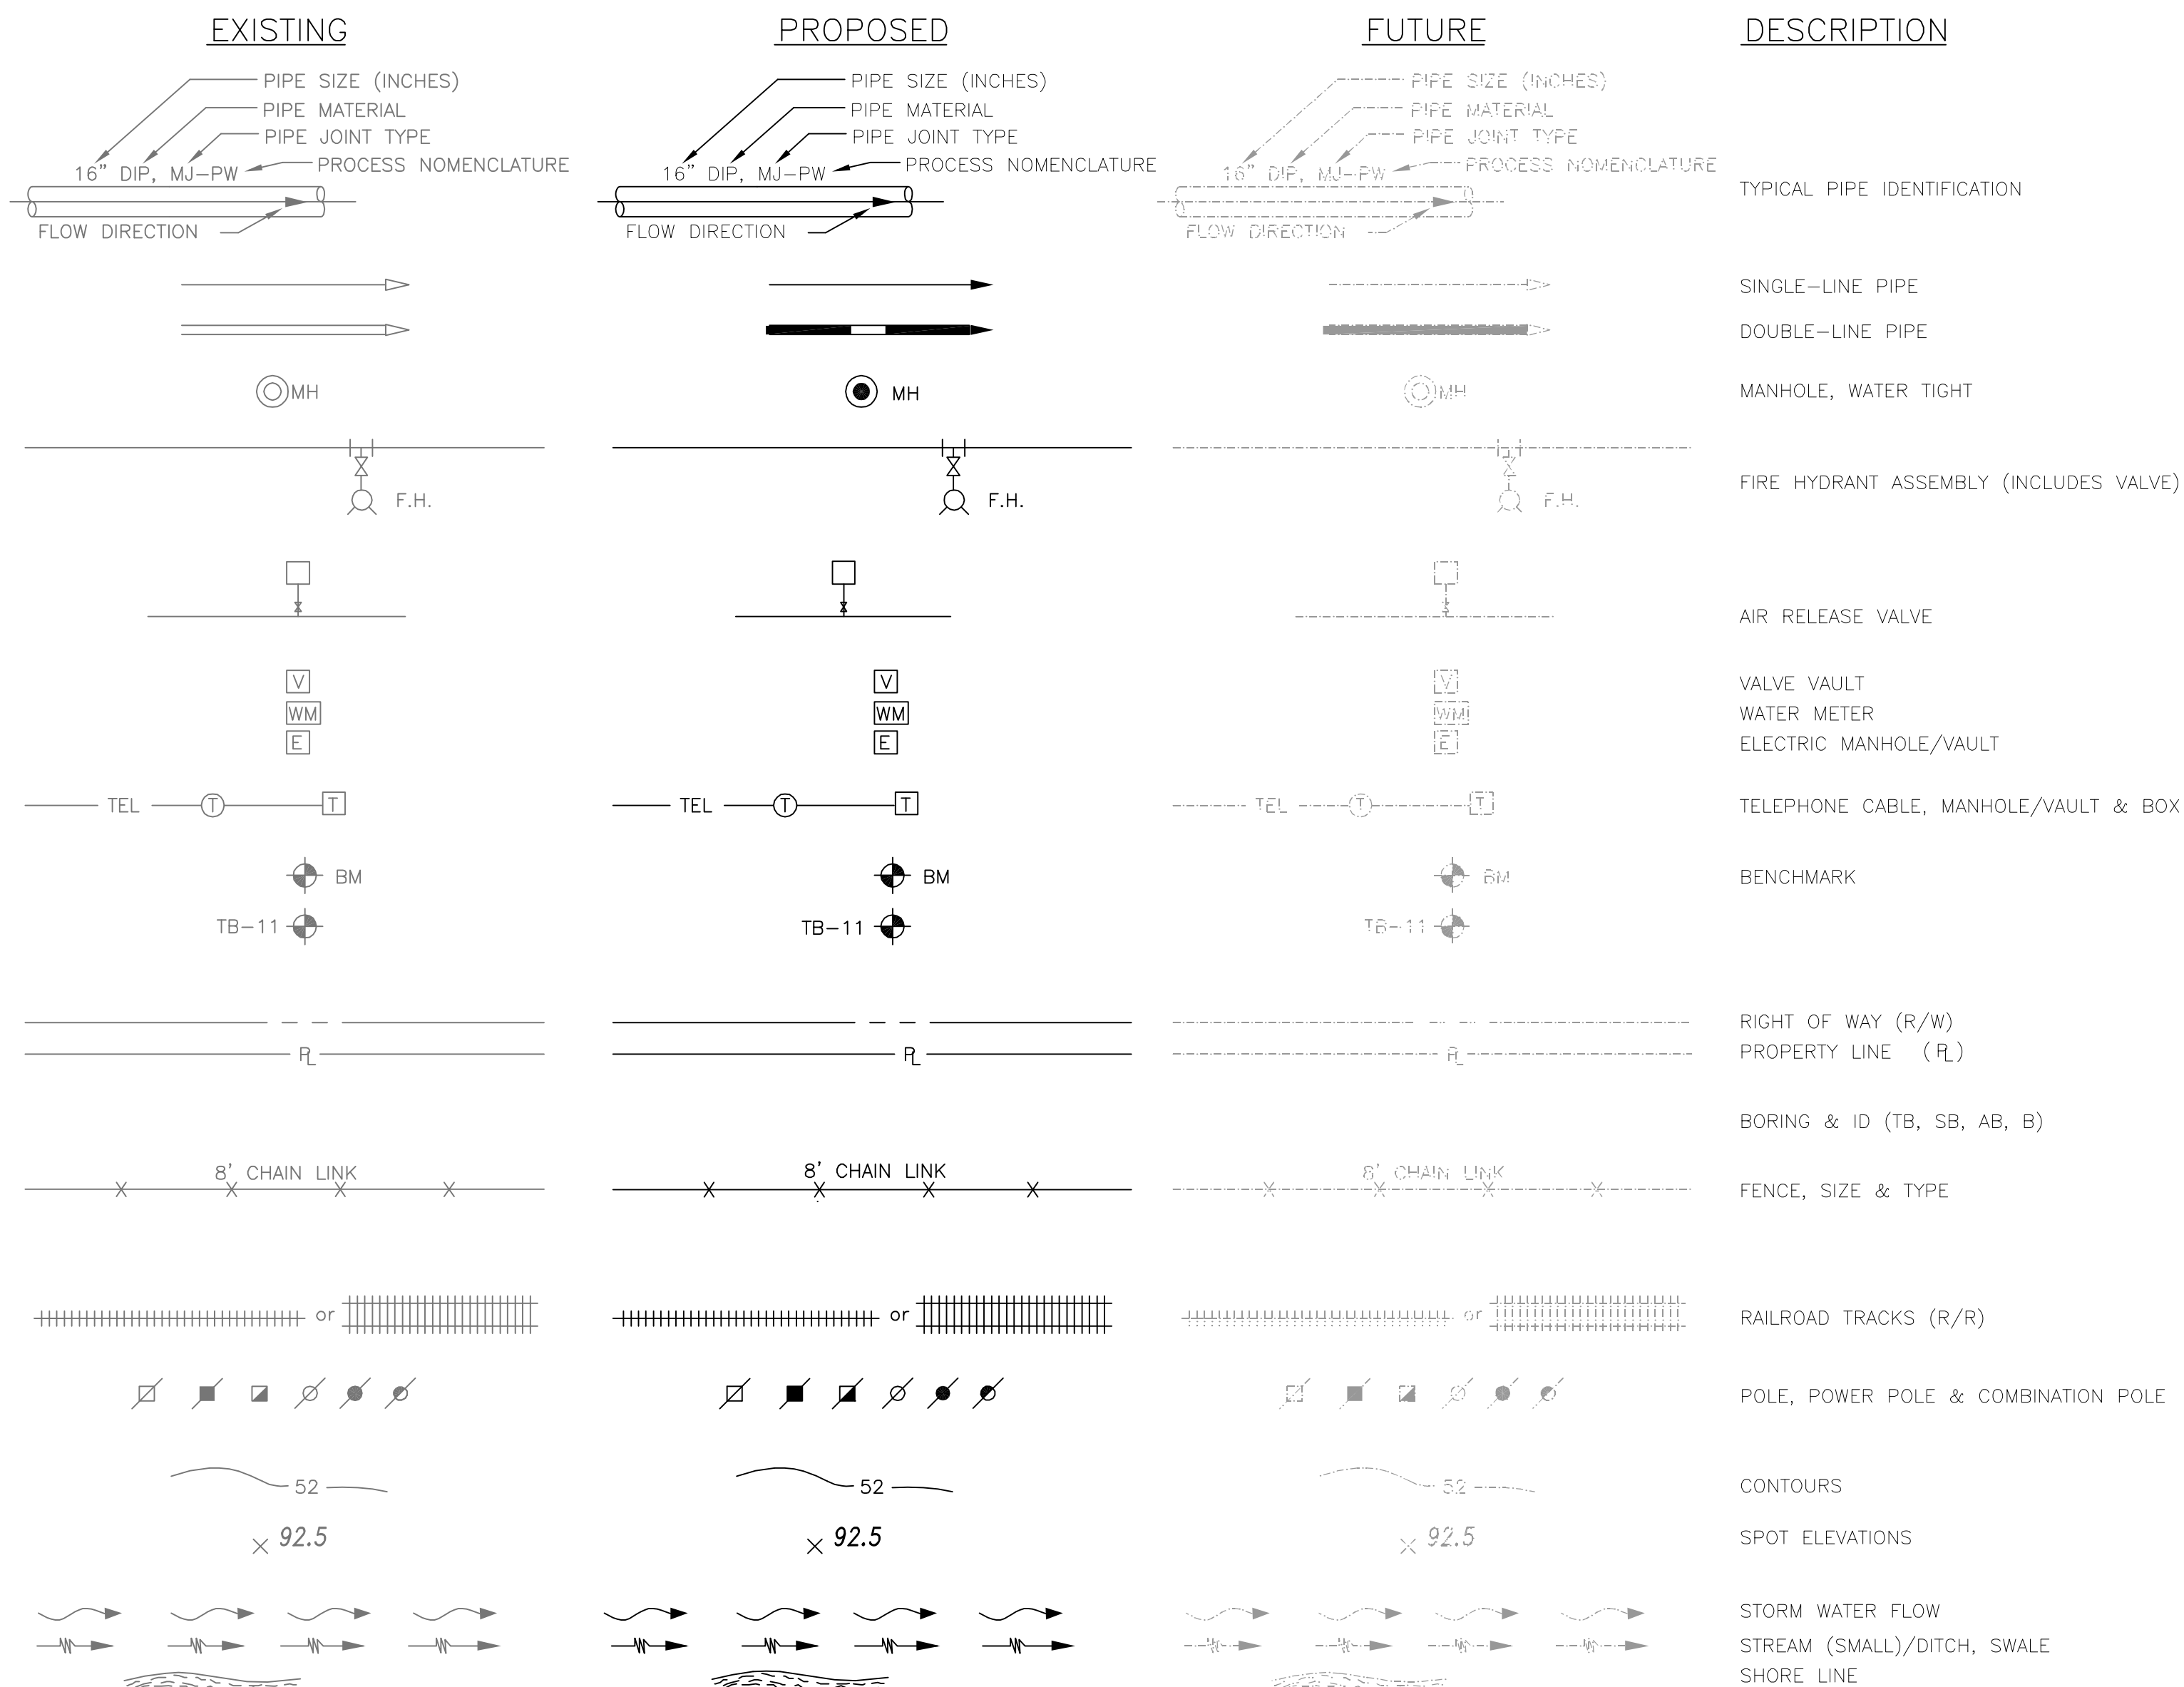 EXISTING PROPOSED FUTURE DESCRIPTION
PIPE SIZE (INCHES) PIPE SIZE (INCHES) PIPE SIZE (INCHES)
PIPE MATERIAL PIPE MATERIAL PIPE MATERIAL
PIPE JOINT TYPE PIPE JOINT TYPE PIPE JOINT TYPE
PROCESS NOMENCLATURE PROCESS NOMENCLATURE PROCESS NOMENCLATURE
16" DIP, MJ-PW 16" DIP, MJ-PW 16" DIP, MJ-PW
TYPICAL PIPE IDENTIFICATION
FLOW DIRECTION FLOW DIRECTION FLOW DIRECTION
SINGLE-LINE PIPE
DOUBLE-LINE PIPE
MH MH MH MANHOLE, WATER TIGHT
FIRE HYDRANT ASSEMBLY (INCLUDES VALVE)
F.H. F.H. F.H.
AIR RELEASE VALVE
V V V VALVE VAULT
WM WM WM WATER METER
E E E ELECTRIC MANHOLE/VAULT
TEL T T TEL T T TEL T T TELEPHONE CABLE, MANHOLE/VAULT & BOX
BM BM BM BENCHMARK
TB-11 TB-11 TB-11
RIGHT OF WAY (R/W)
PL PL PL PROPERTY LINE (PL)
BORING & ID (TB, SB, AB, B)
8' CHAIN LINK 8' CHAIN LINK 8' CHAIN LINK
FENCE, SIZE & TYPE
or or or RAILROAD TRACKS (R/R)
POLE, POWER POLE & COMBINATION POLE
52 52 52 CONTOURS
92.5 92.5 92.5 SPOT ELEVATIONS
STORM WATER FLOW
STREAM (SMALL)/DITCH, SWALE
SHORE LINE